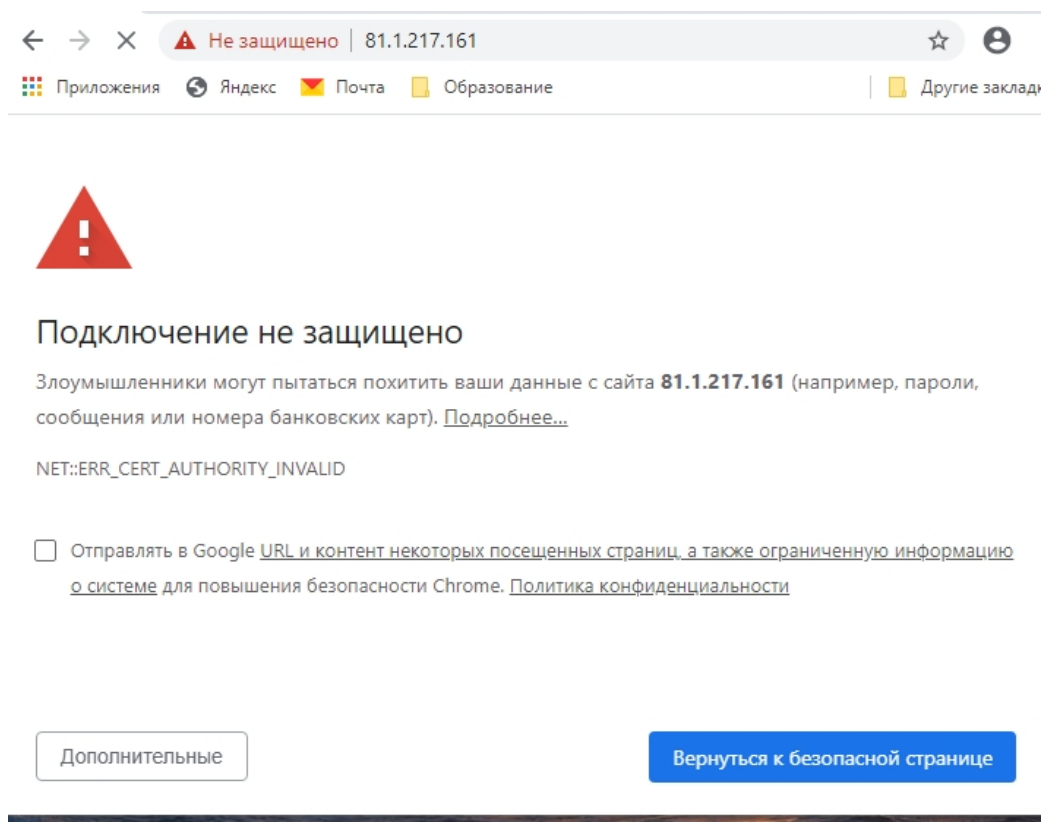 Не защищено | 81.1.217.161
Приложения Яндекс Почта Образование Другие заклад
Подключение не защищено
Злоумышленники могут пытаться похитить ваши данные с сайта 81.1.217.161 (например, пароли,
сообщения или номера банковских карт). Подробнее...
NET::ERR_CERT_AUTHORITY_INVALID
Отправлять в Google URL и контент некоторых посещенных страниц, а также ограниченную информацию
о системе для повышения безопасности Chrome. Политика конфиденциальности
Дополнительные Вернуться к безопасной странице